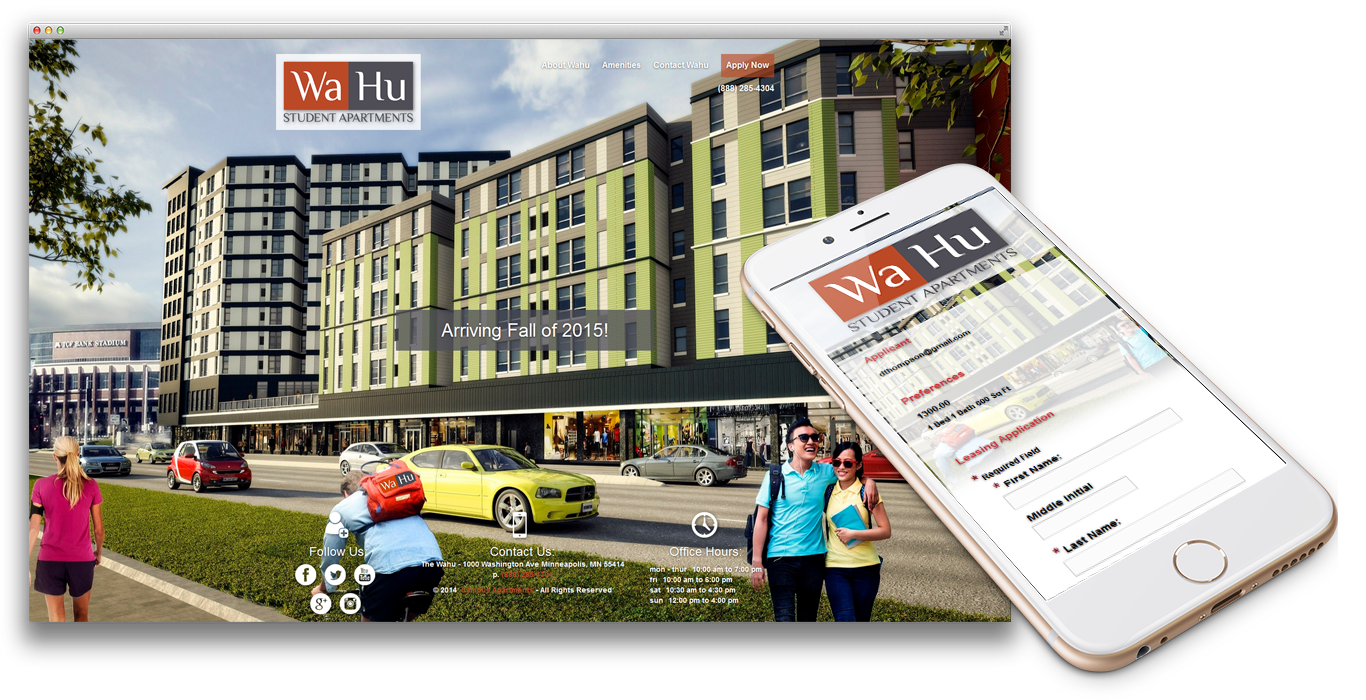 Wa Hu
STUDENT APARTMENTS
About Wahu Amenities Contact Wahu Apply Now
(888) 285-4304
Arriving Fall of 2015!
TCF BANK STADIUM
Wa Hu
Follow Us:
Contact Us:
The Wahu - 1000 Washington Ave Minneapolis, MN 55414
p.
© 2014 - All Rights Reserved
Office Hours:
mon - thur 10:00 am to 7:00 pm
fri 10:00 am to 6:00 pm
sat 10:30 am to 4:30 pm
sun 12:00 pm to 4:00 pm
Wa Hu
STUDENT APARTMENTS
Applicant
dthompson@gmail.com
Preferences
1300.00
1 Bed 1 Bath 600 Sq Ft
Leasing Application
* Required Field
* First Name:
Middle Initial
* Last Name: